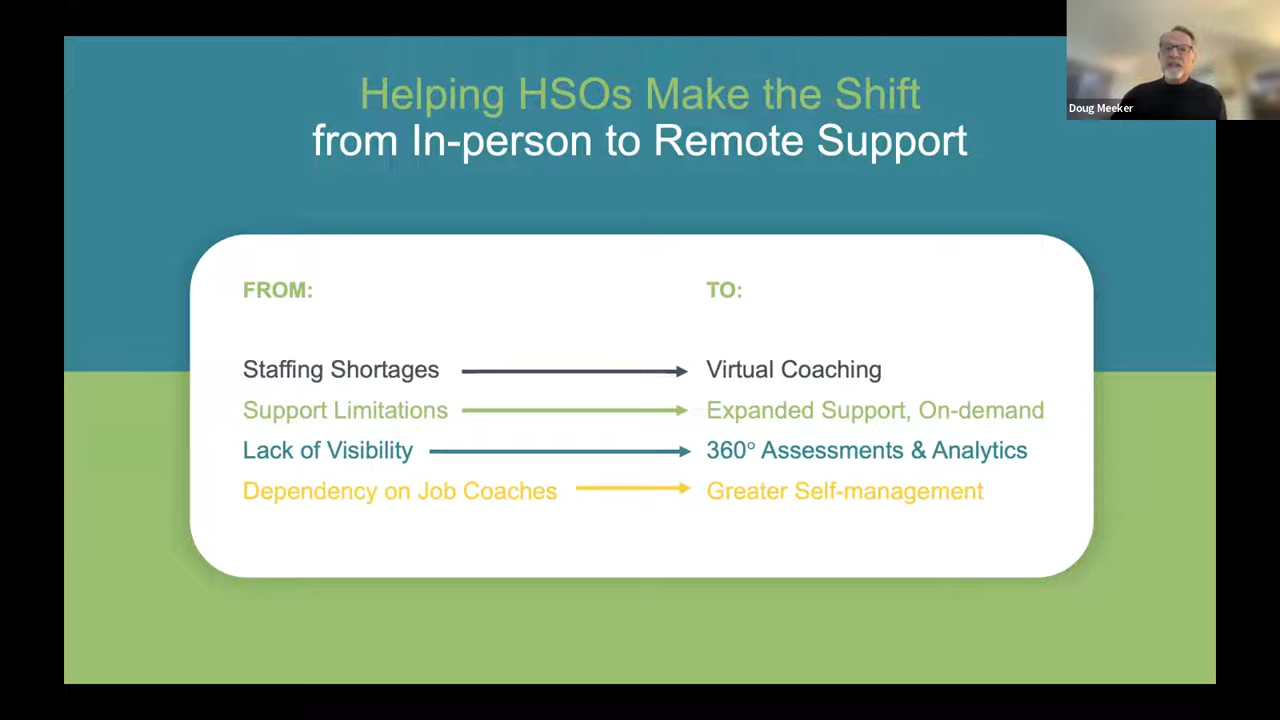 Helping HSOs Make the Shift
from In-person to Remote Support
Doug Meeker
FROM:
TO:
Staffing Shortages
Virtual Coaching
Support Limitations
Expanded Support, On-demand
Lack of Visibility
360° Assessments & Analytics
Dependency on Job Coaches
Greater Self-management